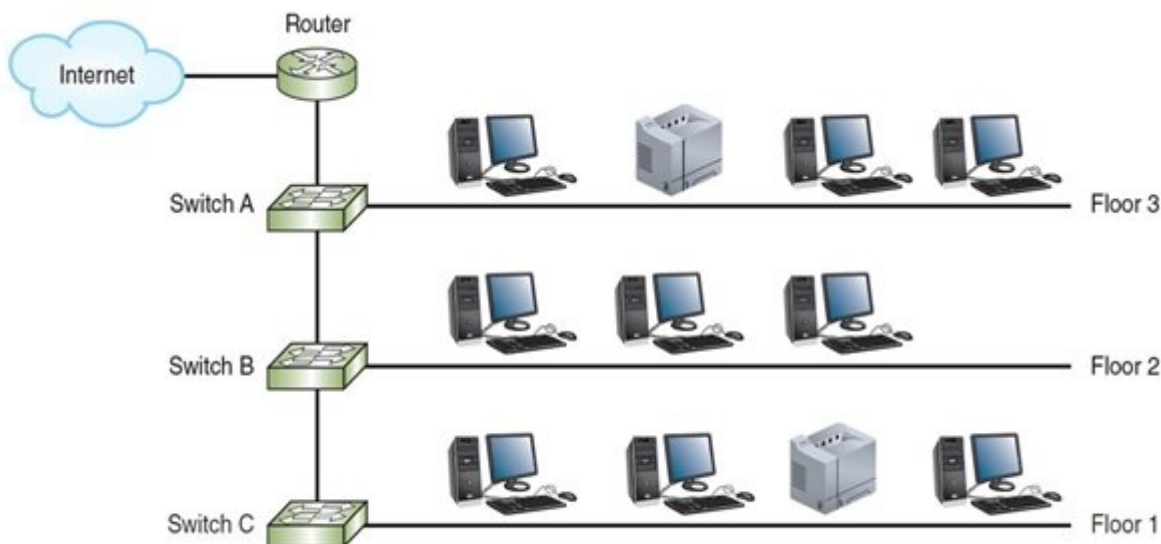 Router
Internet
Switch A
Floor 3
Switch B
Floor 2
Switch C
Floor 1